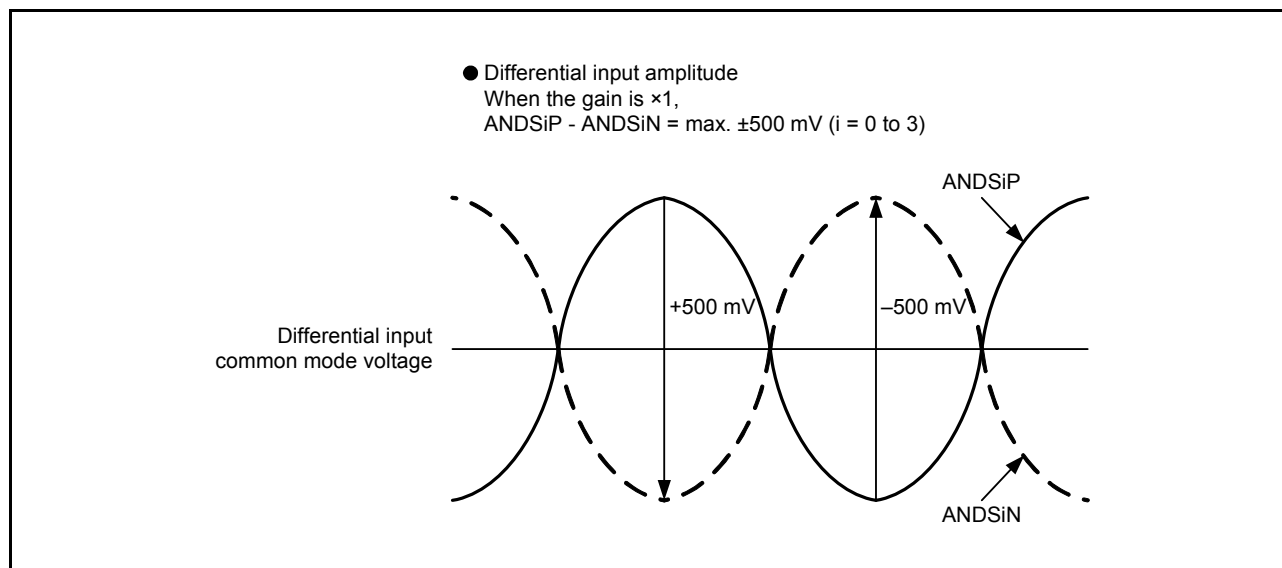 ● Differential input amplitude
When the gain is ×1,
ANDSiP - ANDSiN = max. ±500 mV (i = 0 to 3)
ANDSiP
+500 mV
–500 mV
Differential input
common mode voltage
ANDSiN